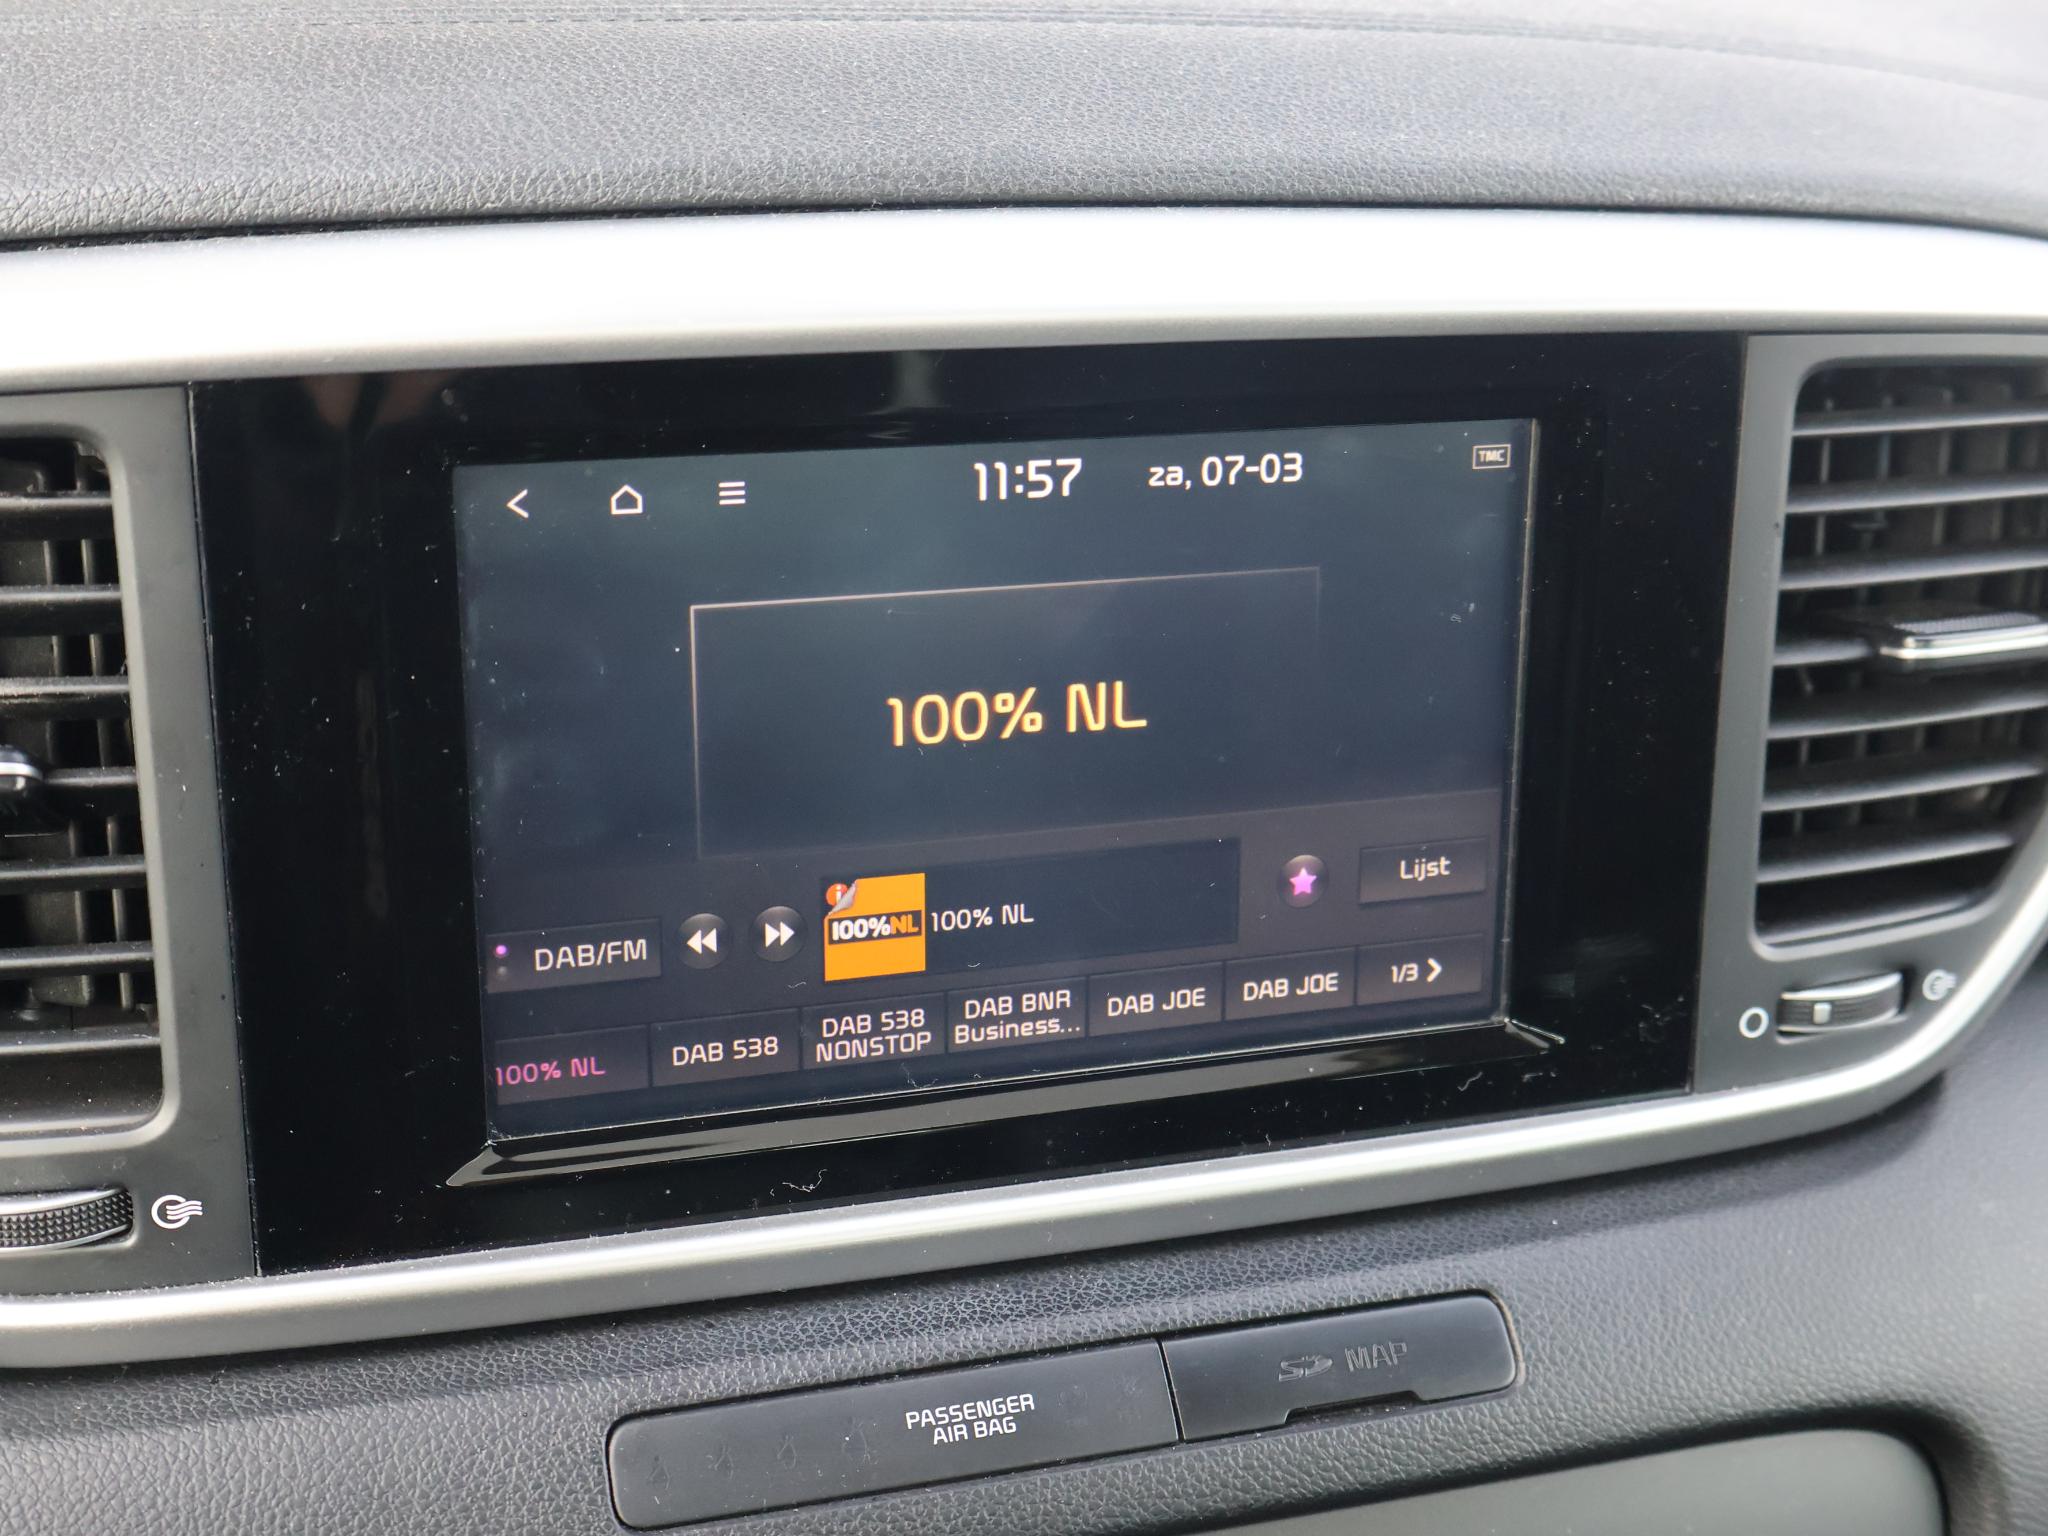 11:57
za, 07-03
TMC
100% NL
Lijst
DAB/FM
100%NL
100% NL
100% NL
DAB 538
DAB 538
NONSTOP
DAB BNR
Business...
DAB JOE
DAB JOE
1/3
PASSENGER
AIR BAG
SD MAP